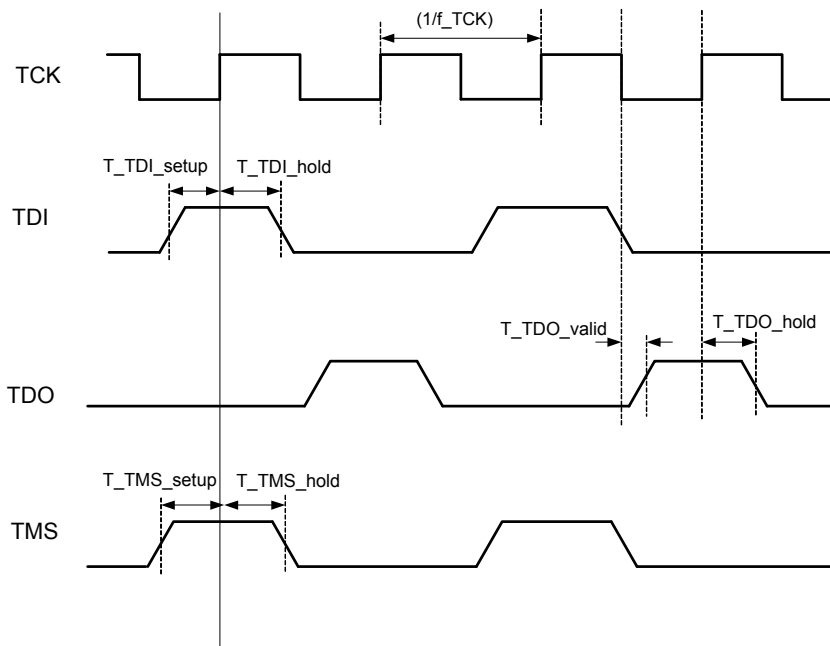 (1/f_TCK)
TCK
T_TDI_setup T_TDI_hold
TDI
T_TDO_valid T_TDO_hold
TDO
T_TMS_setup T_TMS_hold
TMS